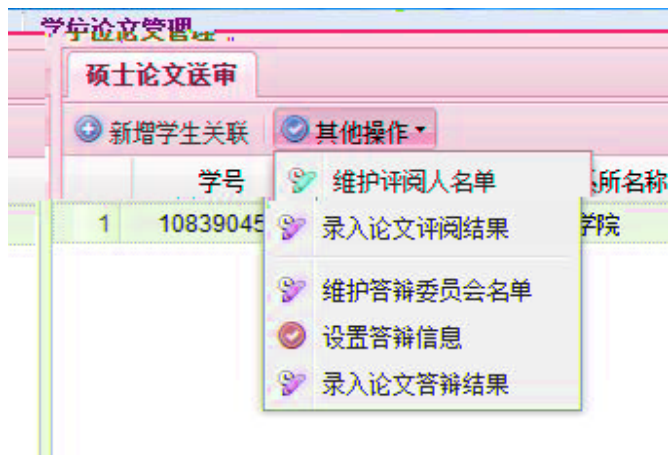 学位论文管理
硕士论文送审
新增学生关联 其他操作
学号 所名称
维护评阅人名单
1 10839045 学院
录入论文评阅结果
维护答辩委员会名单
设置答辩信息
录入论文答辩结果